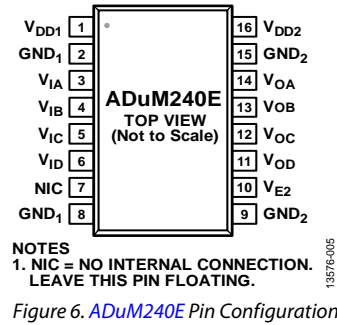 VDD1 1 16 VDD2
GND1 2 15 GND2
VIA 3 14 VOA
VIB 4 ADuM240E 13 VOB
VIC 5 TOP VIEW (Not to Scale) 12 VOC
VID 6 11 VOD
NIC 7 10 VE2
GND1 8 9 GND2
NOTES
1. NIC = NO INTERNAL CONNECTION.
LEAVE THIS PIN FLOATING.
13576-005
Figure 6. ADuM240E Pin Configuration